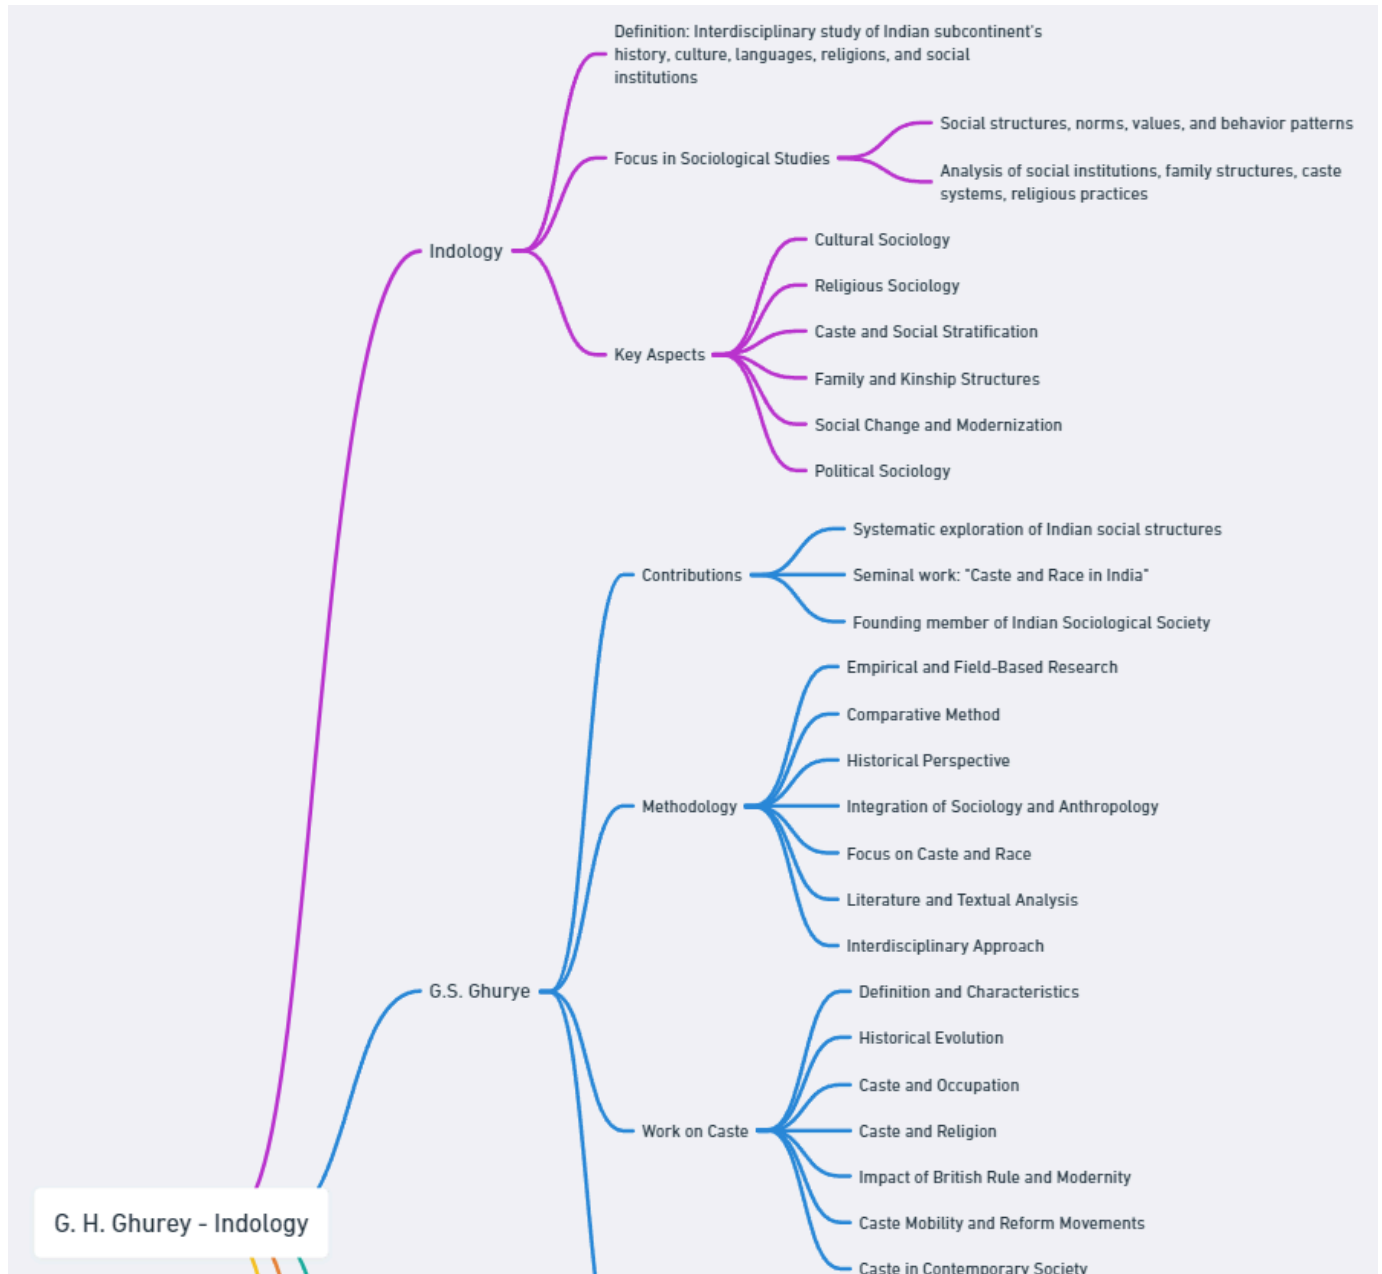 Definition: Interdisciplinary study of Indian subcontinent's
history, culture, languages, religions, and social
institutions
Focus in Sociological Studies
Social structures, norms, values, and behavior patterns
Analysis of social institutions, family structures, caste
systems, religious practices
Indology
Key Aspects
Cultural Sociology
Religious Sociology
Caste and Social Stratification
Family and Kinship Structures
Social Change and Modernization
Political Sociology
Contributions
Systematic exploration of Indian social structures
Seminal work: "Caste and Race in India"
Founding member of Indian Sociological Society
Methodology
Empirical and Field-Based Research
Comparative Method
Historical Perspective
Integration of Sociology and Anthropology
Focus on Caste and Race
Literature and Textual Analysis
Interdisciplinary Approach
G.S. Ghurye
Work on Caste
Definition and Characteristics
Historical Evolution
Caste and Occupation
Caste and Religion
Impact of British Rule and Modernity
Caste Mobility and Reform Movements
Caste in Contemporary Society
G. H. Ghurey - Indology